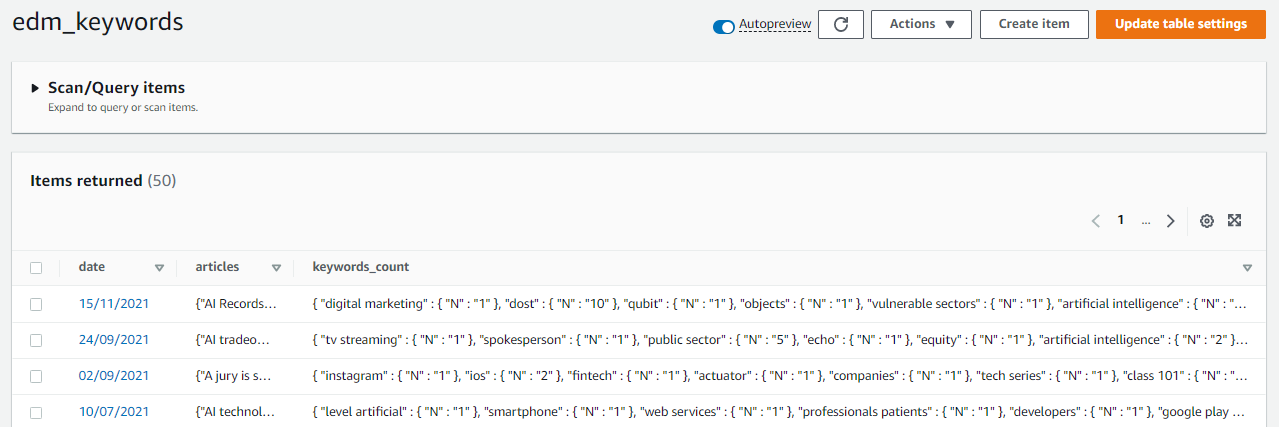 edm_keywords
Autopreview Actions Create item Update table settings
Scan/Query items
Expand to query or scan items.
Items returned (50)
1 ...
date articles keywords_count
15/11/2021 {"AI Records... { "digital marketing" : { "N" : "1" }, "dost" : { "N" : "10" }, "qubit" : { "N" : "1" }, "objects" : { "N" : "1" }, "vulnerable sectors" : { "N" : "1" }, "artificial intelligence" : { "N" : "...
24/09/2021 {"AI tradeo... { "tv streaming" : { "N" : "1" }, "spokesperson" : { "N" : "1" }, "public sector" : { "N" : "5" }, "echo" : { "N" : "1" }, "equity" : { "N" : "1" }, "artificial intelligence" : { "N" : "2" }...
02/09/2021 {"A jury is s... { "instagram" : { "N" : "1" }, "ios" : { "N" : "2" }, "fintech" : { "N" : "1" }, "actuator" : { "N" : "1" }, "companies" : { "N" : "1" }, "tech series" : { "N" : "1" }, "class 101" : { "N" : "...
10/07/2021 {"AI technol... { "level artificial" : { "N" : "1" }, "smartphone" : { "N" : "1" }, "web services" : { "N" : "1" }, "professionals patients" : { "N" : "1" }, "developers" : { "N" : "1" }, "google play ...